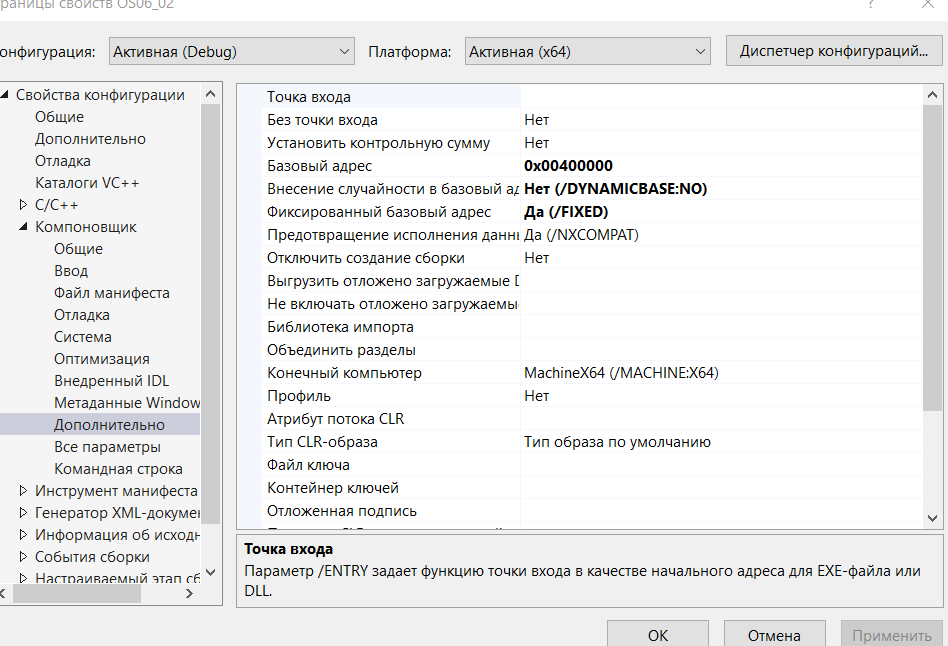 раницы свойств OS06_02
? ×
онфигурация: Активная (Debug) Платформа: Активная (x64) Диспетчер конфигураций...
Свойства конфигурации
Общие
Дополнительно
Отладка
Каталоги VC++
C/C++
Компоновщик
Общие
Ввод
Файл манифеста
Отладка
Система
Оптимизация
Внедренный IDL
Метаданные Window
Дополнительно
Все параметры
Командная строка
Инструмент манифеста
Генератор XML-докумен
Информация об исходн
События сборки
Настраиваемый этап сб
Точка входа
Без точки входа Нет
Установить контрольную сумму Нет
Базовый адрес 0x00400000
Внесение случайности в базовый ад Нет (/DYNAMICBASE:NO)
Фиксированный базовый адрес Да (/FIXED)
Предотвращение исполнения данн Да (/NXCOMPAT)
Отключить создание сборки Нет
Выгрузить отложено загружаемые D
Не включать отложено загружаемы
Библиотека импорта
Объединить разделы
Конечный компьютер MachineX64 (/MACHINE:X64)
Профиль Нет
Атрибут потока CLR
Тип CLR-образа Тип образа по умолчанию
Файл ключа
Контейнер ключей
Отложенная подпись
Точка входа
Параметр /ENTRY задает функцию точки входа в качестве начального адреса для EXE-файла или
DLL.
ОК Отмена Применить